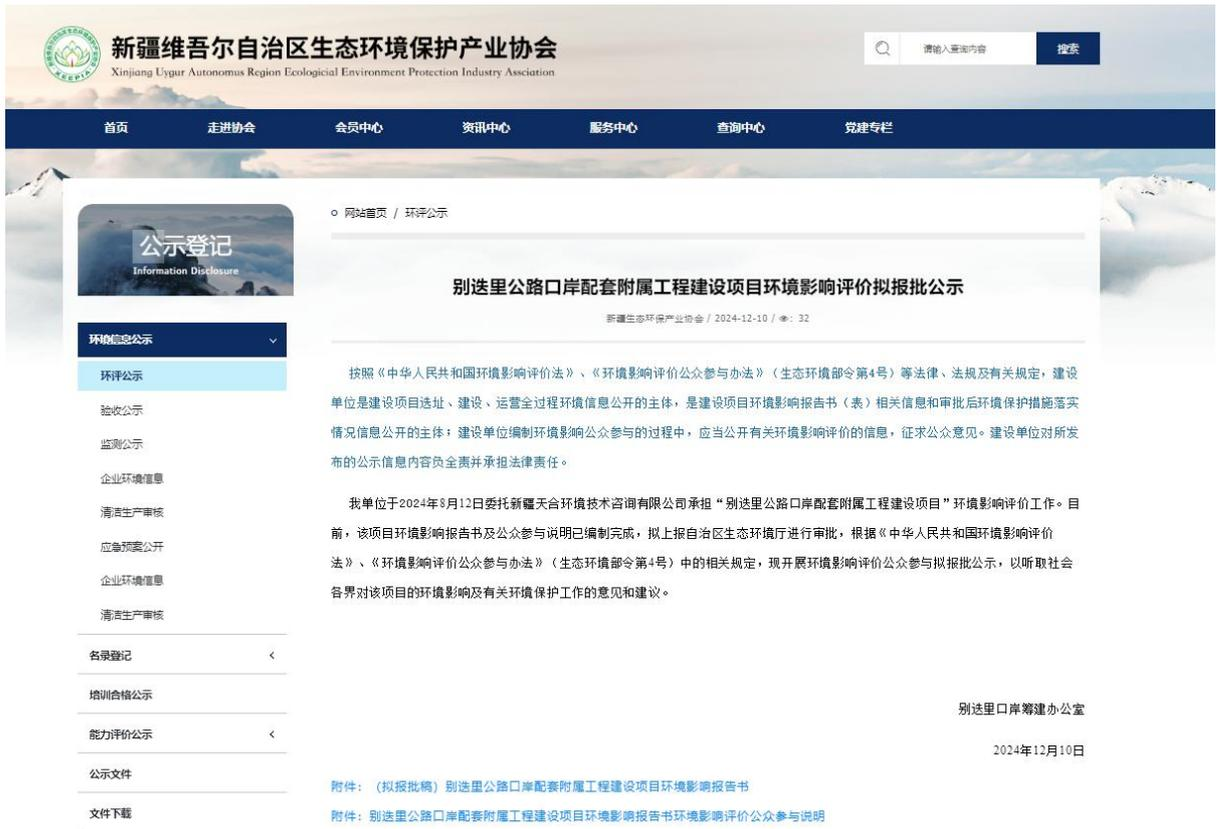 新疆维吾尔自治区生态环境保护产业协会
Xinjiang Uygur Autonomus Region Ecologicial Environment Protection Industry Assciation
XEEPIA
请输入查询内容
搜索
首页
走进协会
会员中心
资讯中心
服务中心
查询中心
党建专栏
公示登记
Information Disclosure
环境信息公示
环评公示
验收公示
监测公示
企业环境信息
清洁生产审核
应急预案公开
企业环境信息
清洁生产审核
名录登记
培训合格公示
能力评价公示
公示文件
文件下载
网站首页 / 环评公示
别迭里公路口岸配套附属工程建设项目环境影响评价拟报批公示
新疆生态环保产业协会 / 2024-12-10 / : 32
按照《中华人民共和国环境影响评价法》、《环境影响评价公众参与办法》（生态环境部令第4号）等法律、法规及有关规定，建设
单位是建设项目选址、建设、运营全过程环境信息公开的主体，是建设项目环境影响报告书（表）相关信息和审批后环境保护措施落实
情况信息公开的主体；建设单位编制环境影响公众参与的过程中，应当公开有关环境影响评价的信息，征求公众意见。建设单位对所发
布的公示信息内容负全责并承担法律责任。
我单位于2024年8月12日委托新疆天合环境技术咨询有限公司承担“别迭里公路口岸配套附属工程建设项目”环境影响评价工作。目
前，该项目环境影响报告书及公众参与说明已编制完成，拟上报自治区生态环境厅进行审批，根据《中华人民共和国环境影响评价
法》、《环境影响评价公众参与办法》（生态环境部令第4号）中的相关规定，现开展环境影响评价公众参与拟报批公示，以听取社会
各界对该项目的环境影响及有关环境保护工作的意见和建议。
别迭里口岸筹建办公室
2024年12月10日
附件：（拟报批稿）别迭里公路口岸配套附属工程建设项目环境影响报告书
附件：别迭里公路口岸配套附属工程建设项目环境影响报告书环境影响评价公众参与说明